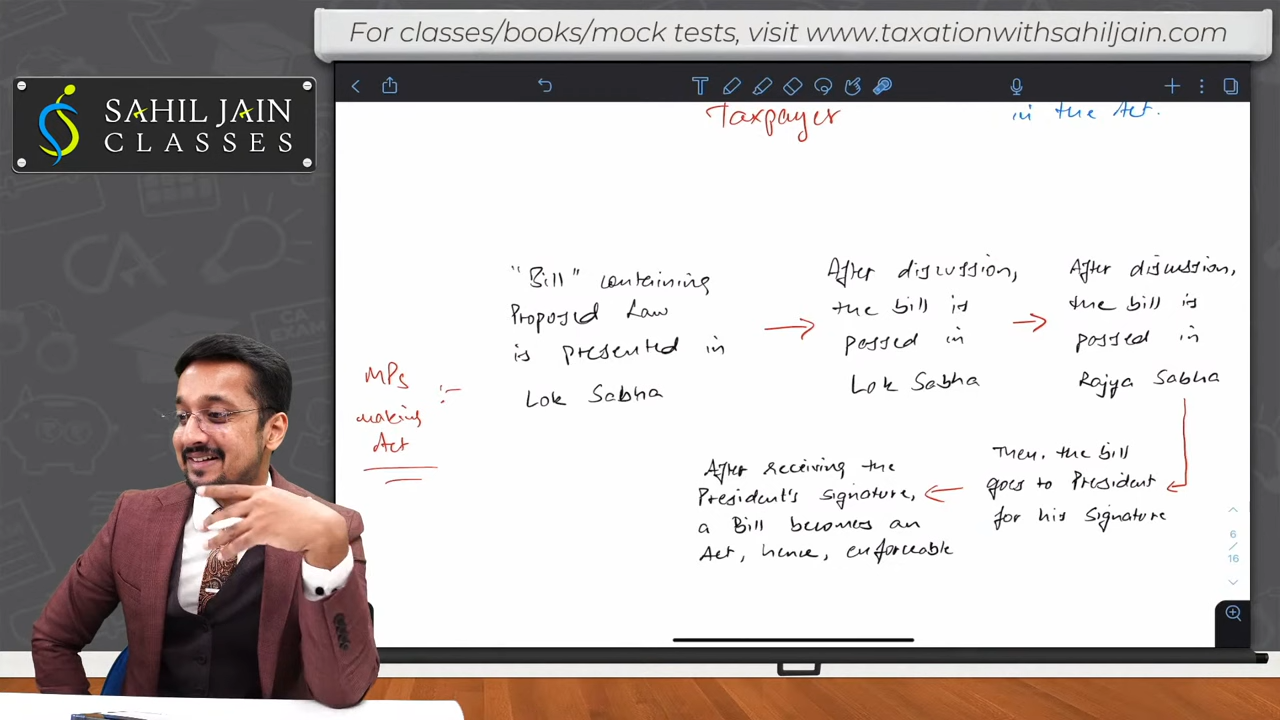 For classes/books/mock tests, visit www.taxationwithsahiljain.com
SAHIL JAIN
CLASSES
Taxpayer
in the Act.
"Bill" containing
Proposed Law
is presented in
Lok Sabha
After discussion,
the bill is
passed in
Lok Sabha
After discussion,
the bill is
passed in
Rajya Sabha
MPs
making
Act
:-
Then, the bill
goes to President
for his Signature
After receiving the
President's signature,
a Bill becomes an
Act, hence, enforceable
6
/
16